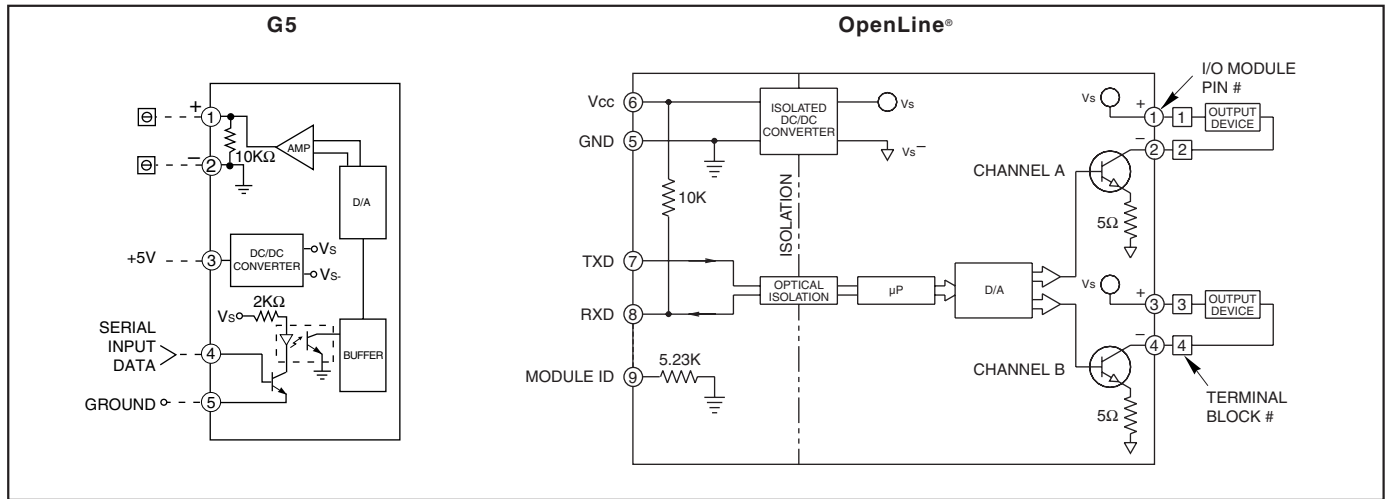 G5
+
1
10KΩ
−
2
AMP
D/A
+5V
3
DC/DC
CONVERTER
Vs
Vs-
2KΩ
Vs
SERIAL
INPUT
DATA
4
BUFFER
GROUND
5
OpenLine®
I/O MODULE
PIN #
Vcc
6
ISOLATED
DC/DC
CONVERTER
Vs
Vs
+
1
1
OUTPUT
DEVICE
GND
5
Vs−
−
2
2
10K
ISOLATION
CHANNEL A
5Ω
TXD
7
OPTICAL
ISOLATION
µP
D/A
Vs
+
3
3
OUTPUT
DEVICE
RXD
8
−
4
4
MODULE ID
9
5.23K
CHANNEL B
5Ω
TERMINAL
BLOCK #